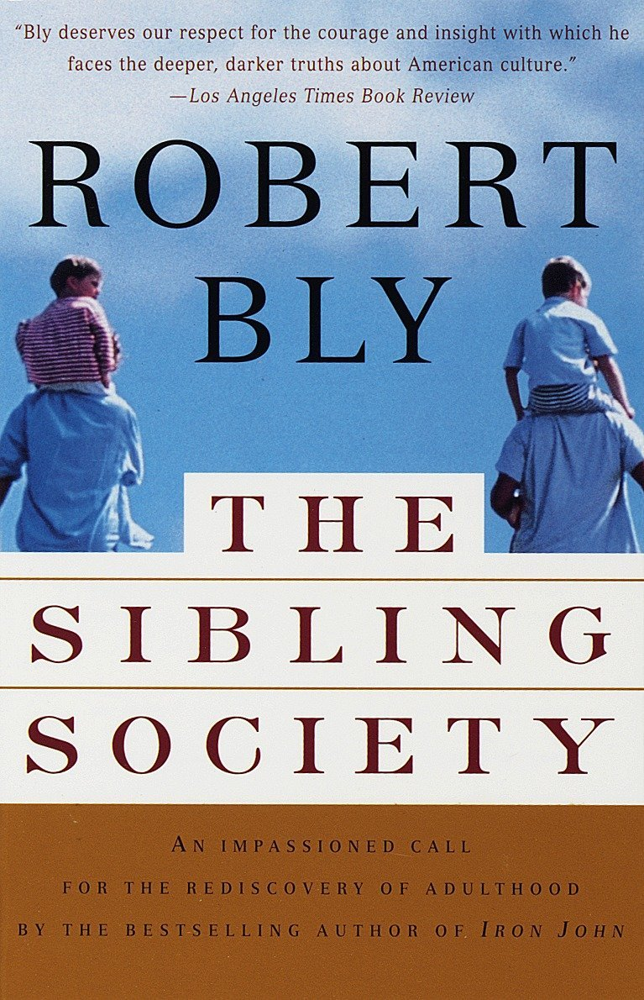 “Bly deserves our respect for the courage and insight with which he
faces the deeper, darker truths about American culture.”
—Los Angeles Times Book Review
ROBERT
BLY
THE
SIBLING
SOCIETY
AN IMPASSIONED CALL
FOR THE REDISCOVERY OF ADULTHOOD
BY THE BESTSELLING AUTHOR OF IRON JOHN